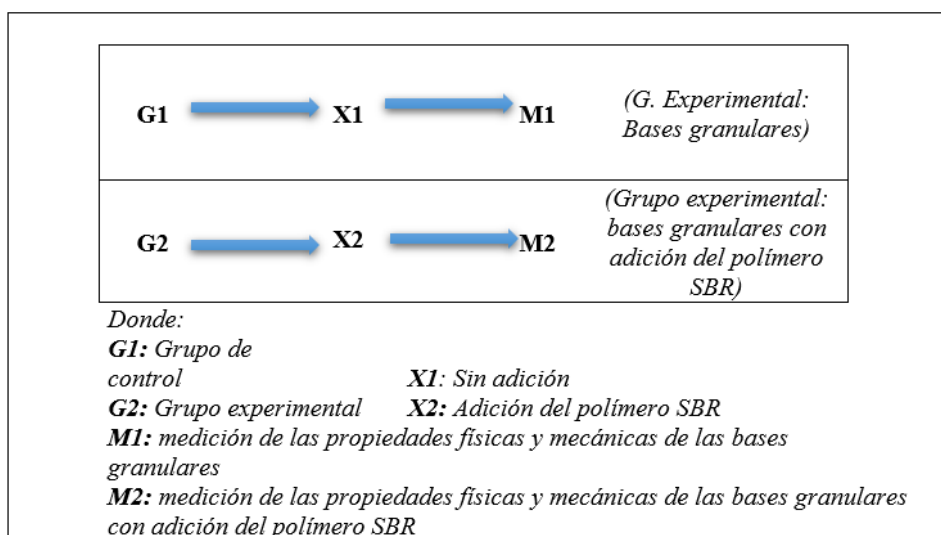 G1 X1 M1 (G. Experimental:
Bases granulares)
G2 X2 M2 (Grupo experimental:
bases granulares con
adición del polímero
SBR)
Donde:
G1: Grupo de
control X1: Sin adición
G2: Grupo experimental X2: Adición del polímero SBR
M1: medición de las propiedades físicas y mecánicas de las bases
granulares
M2: medición de las propiedades físicas y mecánicas de las bases granulares
con adición del polímero SBR